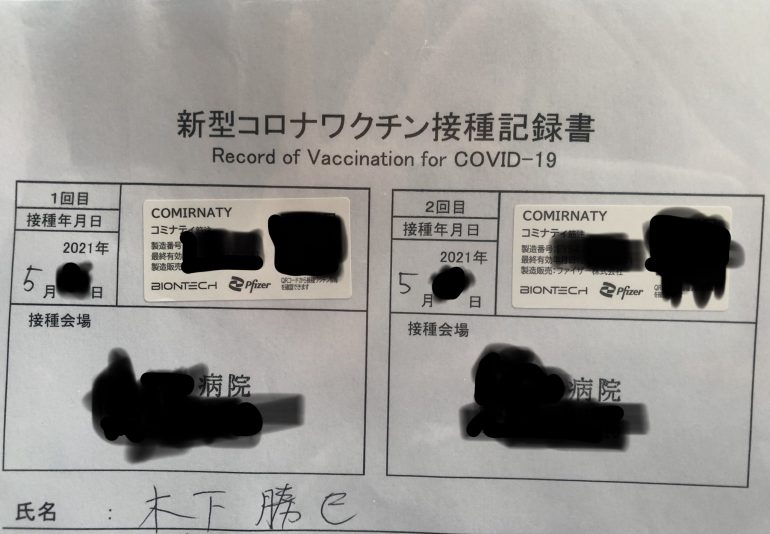 新型コロナワクチン接種記録書
Record of Vaccination for COVID-19
1回目
接種年月日
2021年
5月 日
COMIRNATY
コミナティ筋注
製造番号
最終有効
製造販売
BIONTECH Pfizer
接種会場
病院
2回目
接種年月日
2021年
5月 日
COMIRNATY
コミナティ筋注
製造番号
最終有効
製造販売:ファイザー株式会社
BIONTECH Pfizer
接種会場
病院
氏名 : 木下勝己